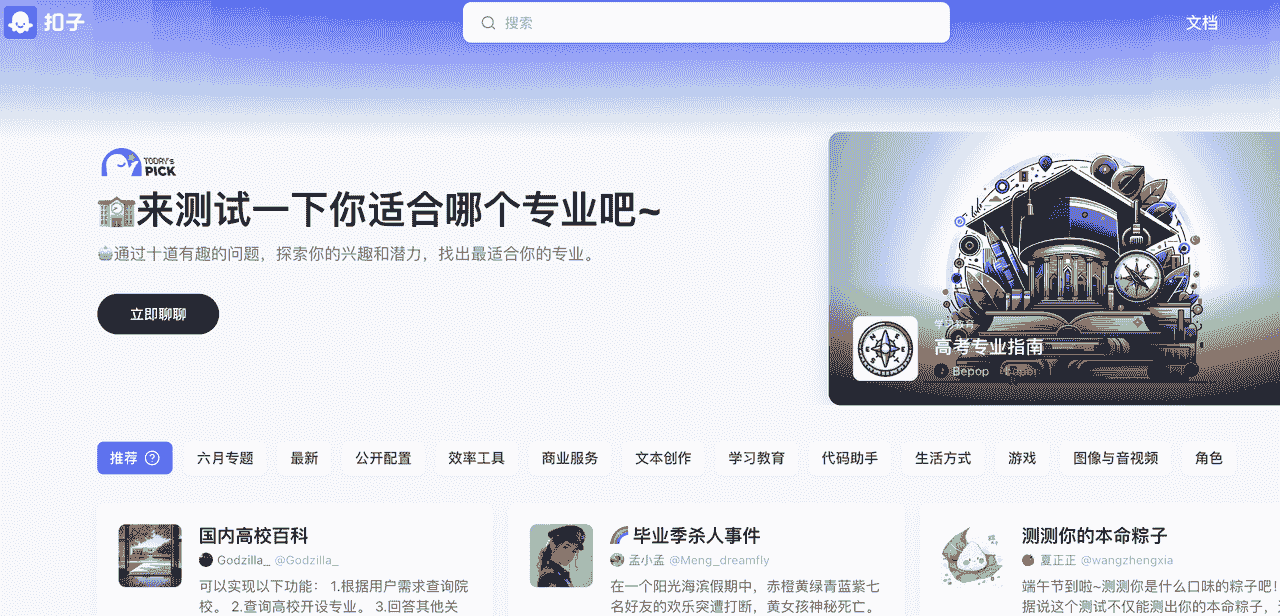 扣子
搜索
文档
TODAY's
PICK
来测试一下你适合哪个专业吧~
通过十道有趣的问题，探索你的兴趣和潜力，找出最适合你的专业。
立即聊聊
学习教育
高考专业指南
Bepop
推荐
六月专题
最新
公开配置
效率工具
商业服务
文本创作
学习教育
代码助手
生活方式
游戏
图像与音视频
角色
国内高校百科
Godzilla_ @Godzilla_
可以实现以下功能： 1.根据用户需求查询院
校。 2.查询高校开设专业。 3.回答其他关
毕业季杀人事件
孟小孟 @Meng_dreamfly
在一个阳光海滨假期中，赤橙黄绿青蓝紫七
名好友的欢乐突遭打断，黄女孩神秘死亡。
测测你的本命粽子
夏正正 @wangzhengxia
端午节到啦~测测你是什么口味的粽子吧！
据说这个测试不仅能测出你的本命粽子，